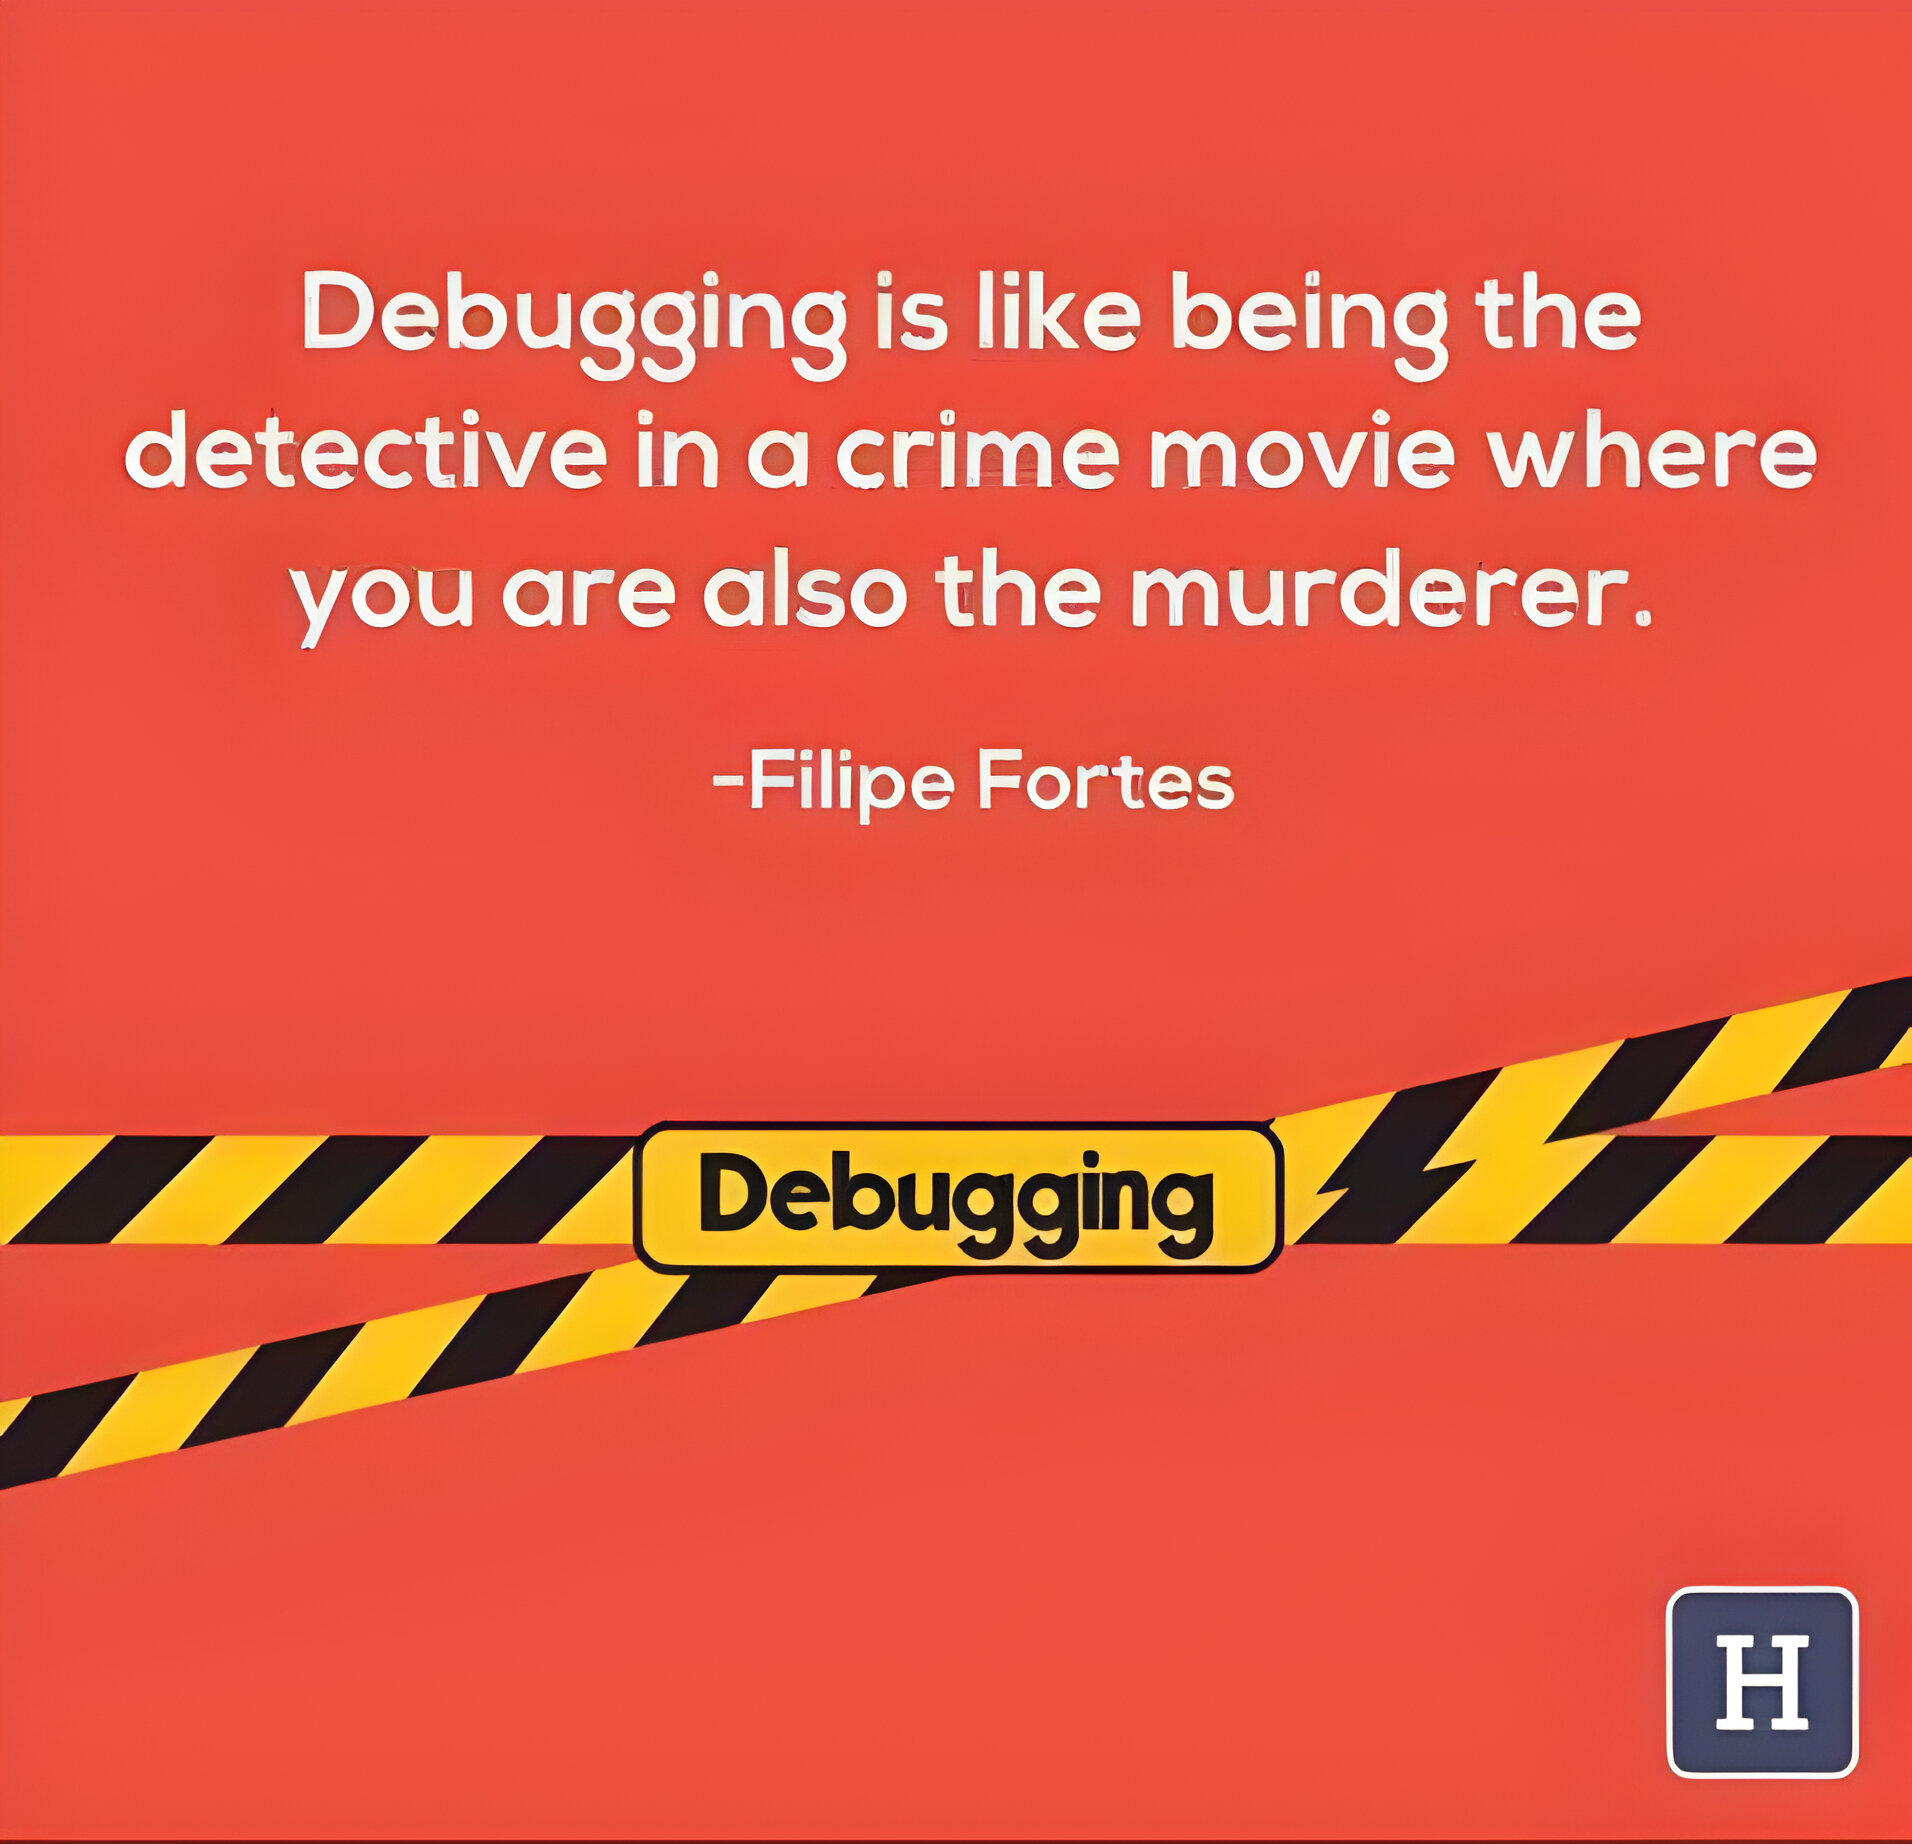 Debugging is like being the
detective in a crime movie where
you are also the murderer.
-Filipe Fortes
Debugging
H